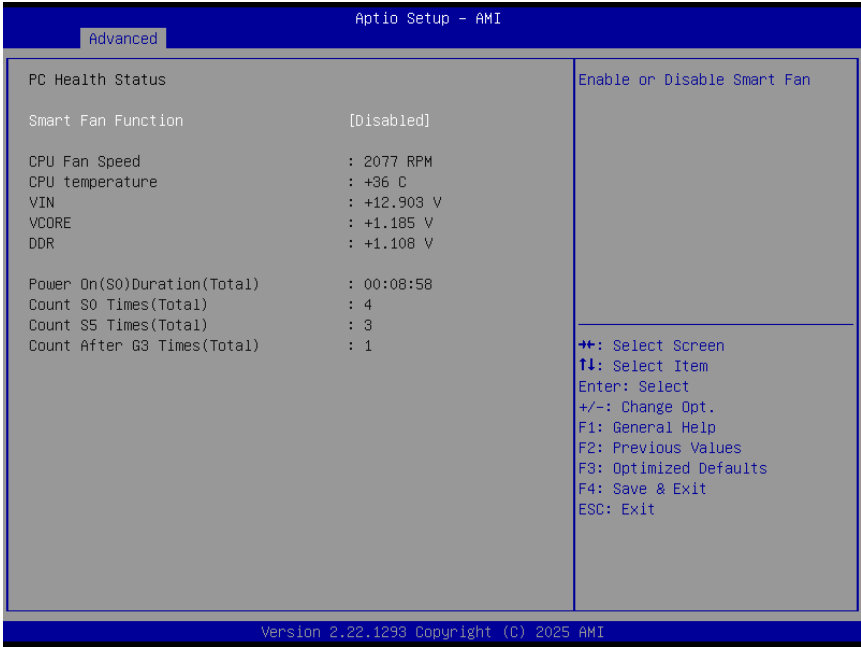 Aptio Setup - AMI
Advanced
PC Health Status
Smart Fan Function [Disabled]
CPU Fan Speed : 2077 RPM
CPU temperature : +36 C
VIN : +12.903 V
VCORE : +1.185 V
DDR : +1.108 V
Power On(S0)Duration(Total) : 00:08:58
Count S0 Times(Total) : 4
Count S5 Times(Total) : 3
Count After G3 Times(Total) : 1
Enable or Disable Smart Fan
→←: Select Screen
↑↓: Select Item
Enter: Select
+/-: Change Opt.
F1: General Help
F2: Previous Values
F3: Optimized Defaults
F4: Save & Exit
ESC: Exit
Version 2.22.1293 Copyright (C) 2025 AMI